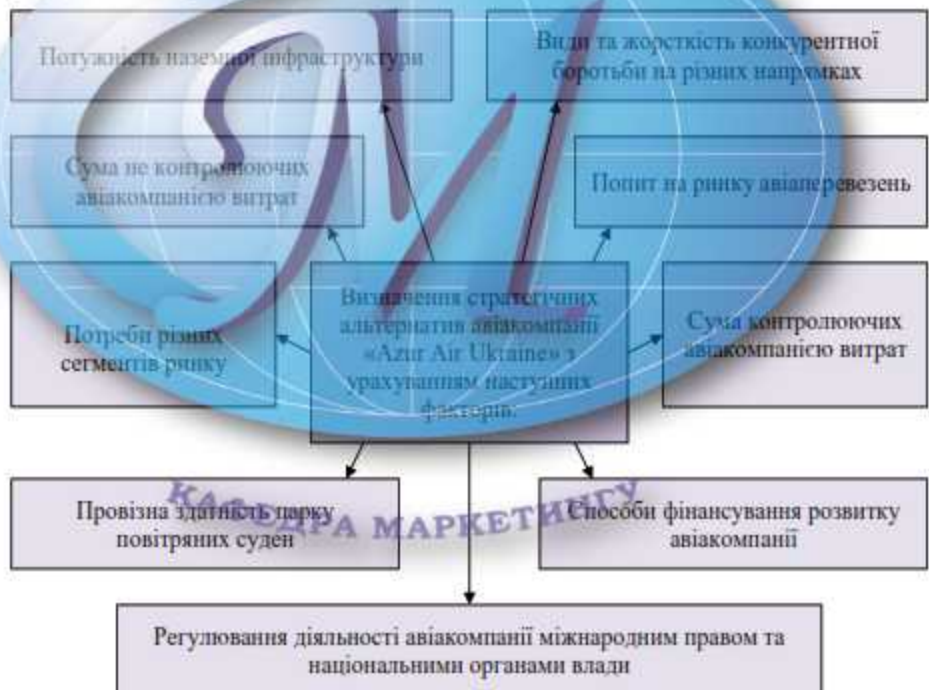 Потужність наземної інфраструктури
Види та жорсткість конкурентної
боротьби на різних напрямках
Сума не контролюючих
авіакомпанією витрат
Попит на ринку авіаперевезень
Потреби різних
сегментів ринку
Визначення стратегічних
альтернатив авіакомпанії
«Azur Air Ukraine» з
урахуванням наступних
факторів:
Сума контролюючих
авіакомпанією витрат
Провізна здатність парку
повітряних суден
Способи фінансування розвитку
авіакомпанії
КАФЕДРА МАРКЕТИНГУ
Регулювання діяльності авіакомпанії міжнародним правом та
національними органами влади